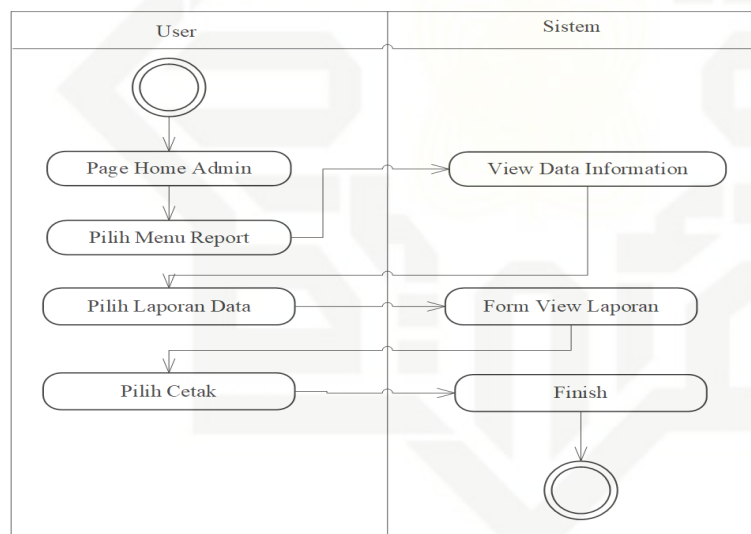 User
Sistem
Page Home Admin
View Data Information
Pilih Menu Report
Pilih Laporan Data
Form View Laporan
Pilih Cetak
Finish